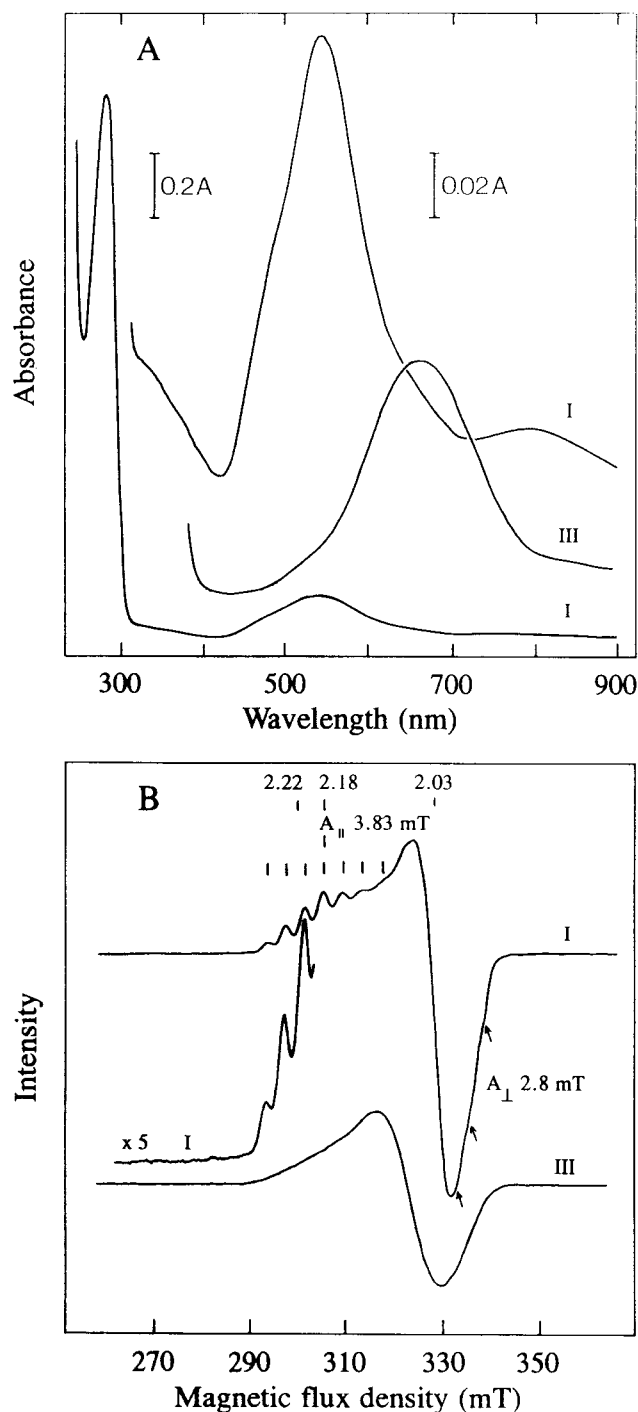 A
0.2A
0.02A
Absorbance
I
III
I
300
500
700
900
Wavelength (nm)
B
2.22 2.18 2.03
A|| 3.83 mT
I
A⊥ 2.8 mT
x 5 I
III
Intensity
270 290 310 330 350
Magnetic flux density (mT)